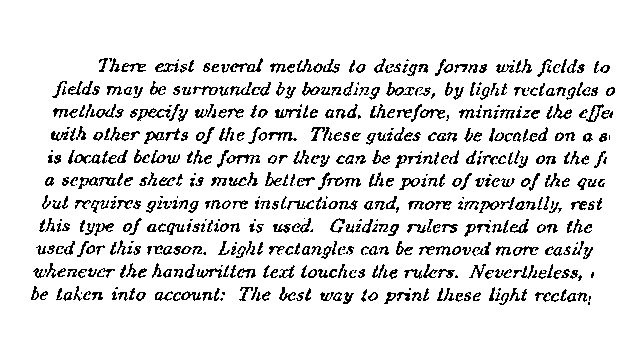 There exist several methods to design forms with fields to
fields may be surrounded by bounding boxes, by light rectangles o
methods specify where to write and, therefore, minimize the effe
with other parts of the form. These guides can be located on a s
is located below the form or they can be printed directly on the f
a separate sheet is much better from the point of view of the qua
but requires giving more instructions and, more importantly, rest
this type of acquisition is used. Guiding rulers printed on the
used for this reason. Light rectangles can be removed more easily
whenever the handwritten text touches the rulers. Nevertheless,
be taken into account: The best way to print these light rectan